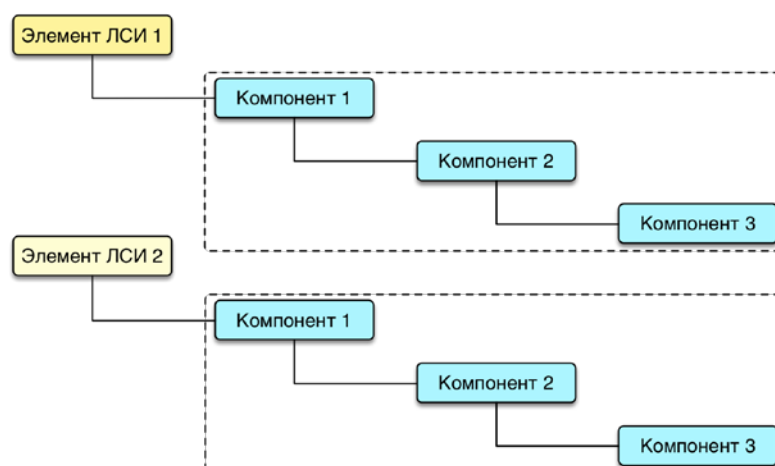 Элемент ЛСИ 1
Компонент 1
Компонент 2
Компонент 3
Элемент ЛСИ 2
Компонент 1
Компонент 2
Компонент 3